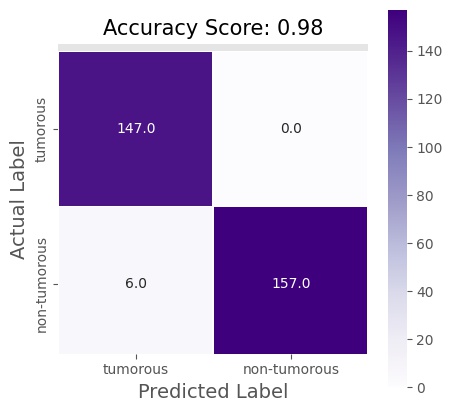 Accuracy Score: 0.98
Actual Label
tumorous
147.0
0.0
non-tumorous
6.0
157.0
tumorous
non-tumorous
Predicted Label
140
120
100
80
60
40
20
0